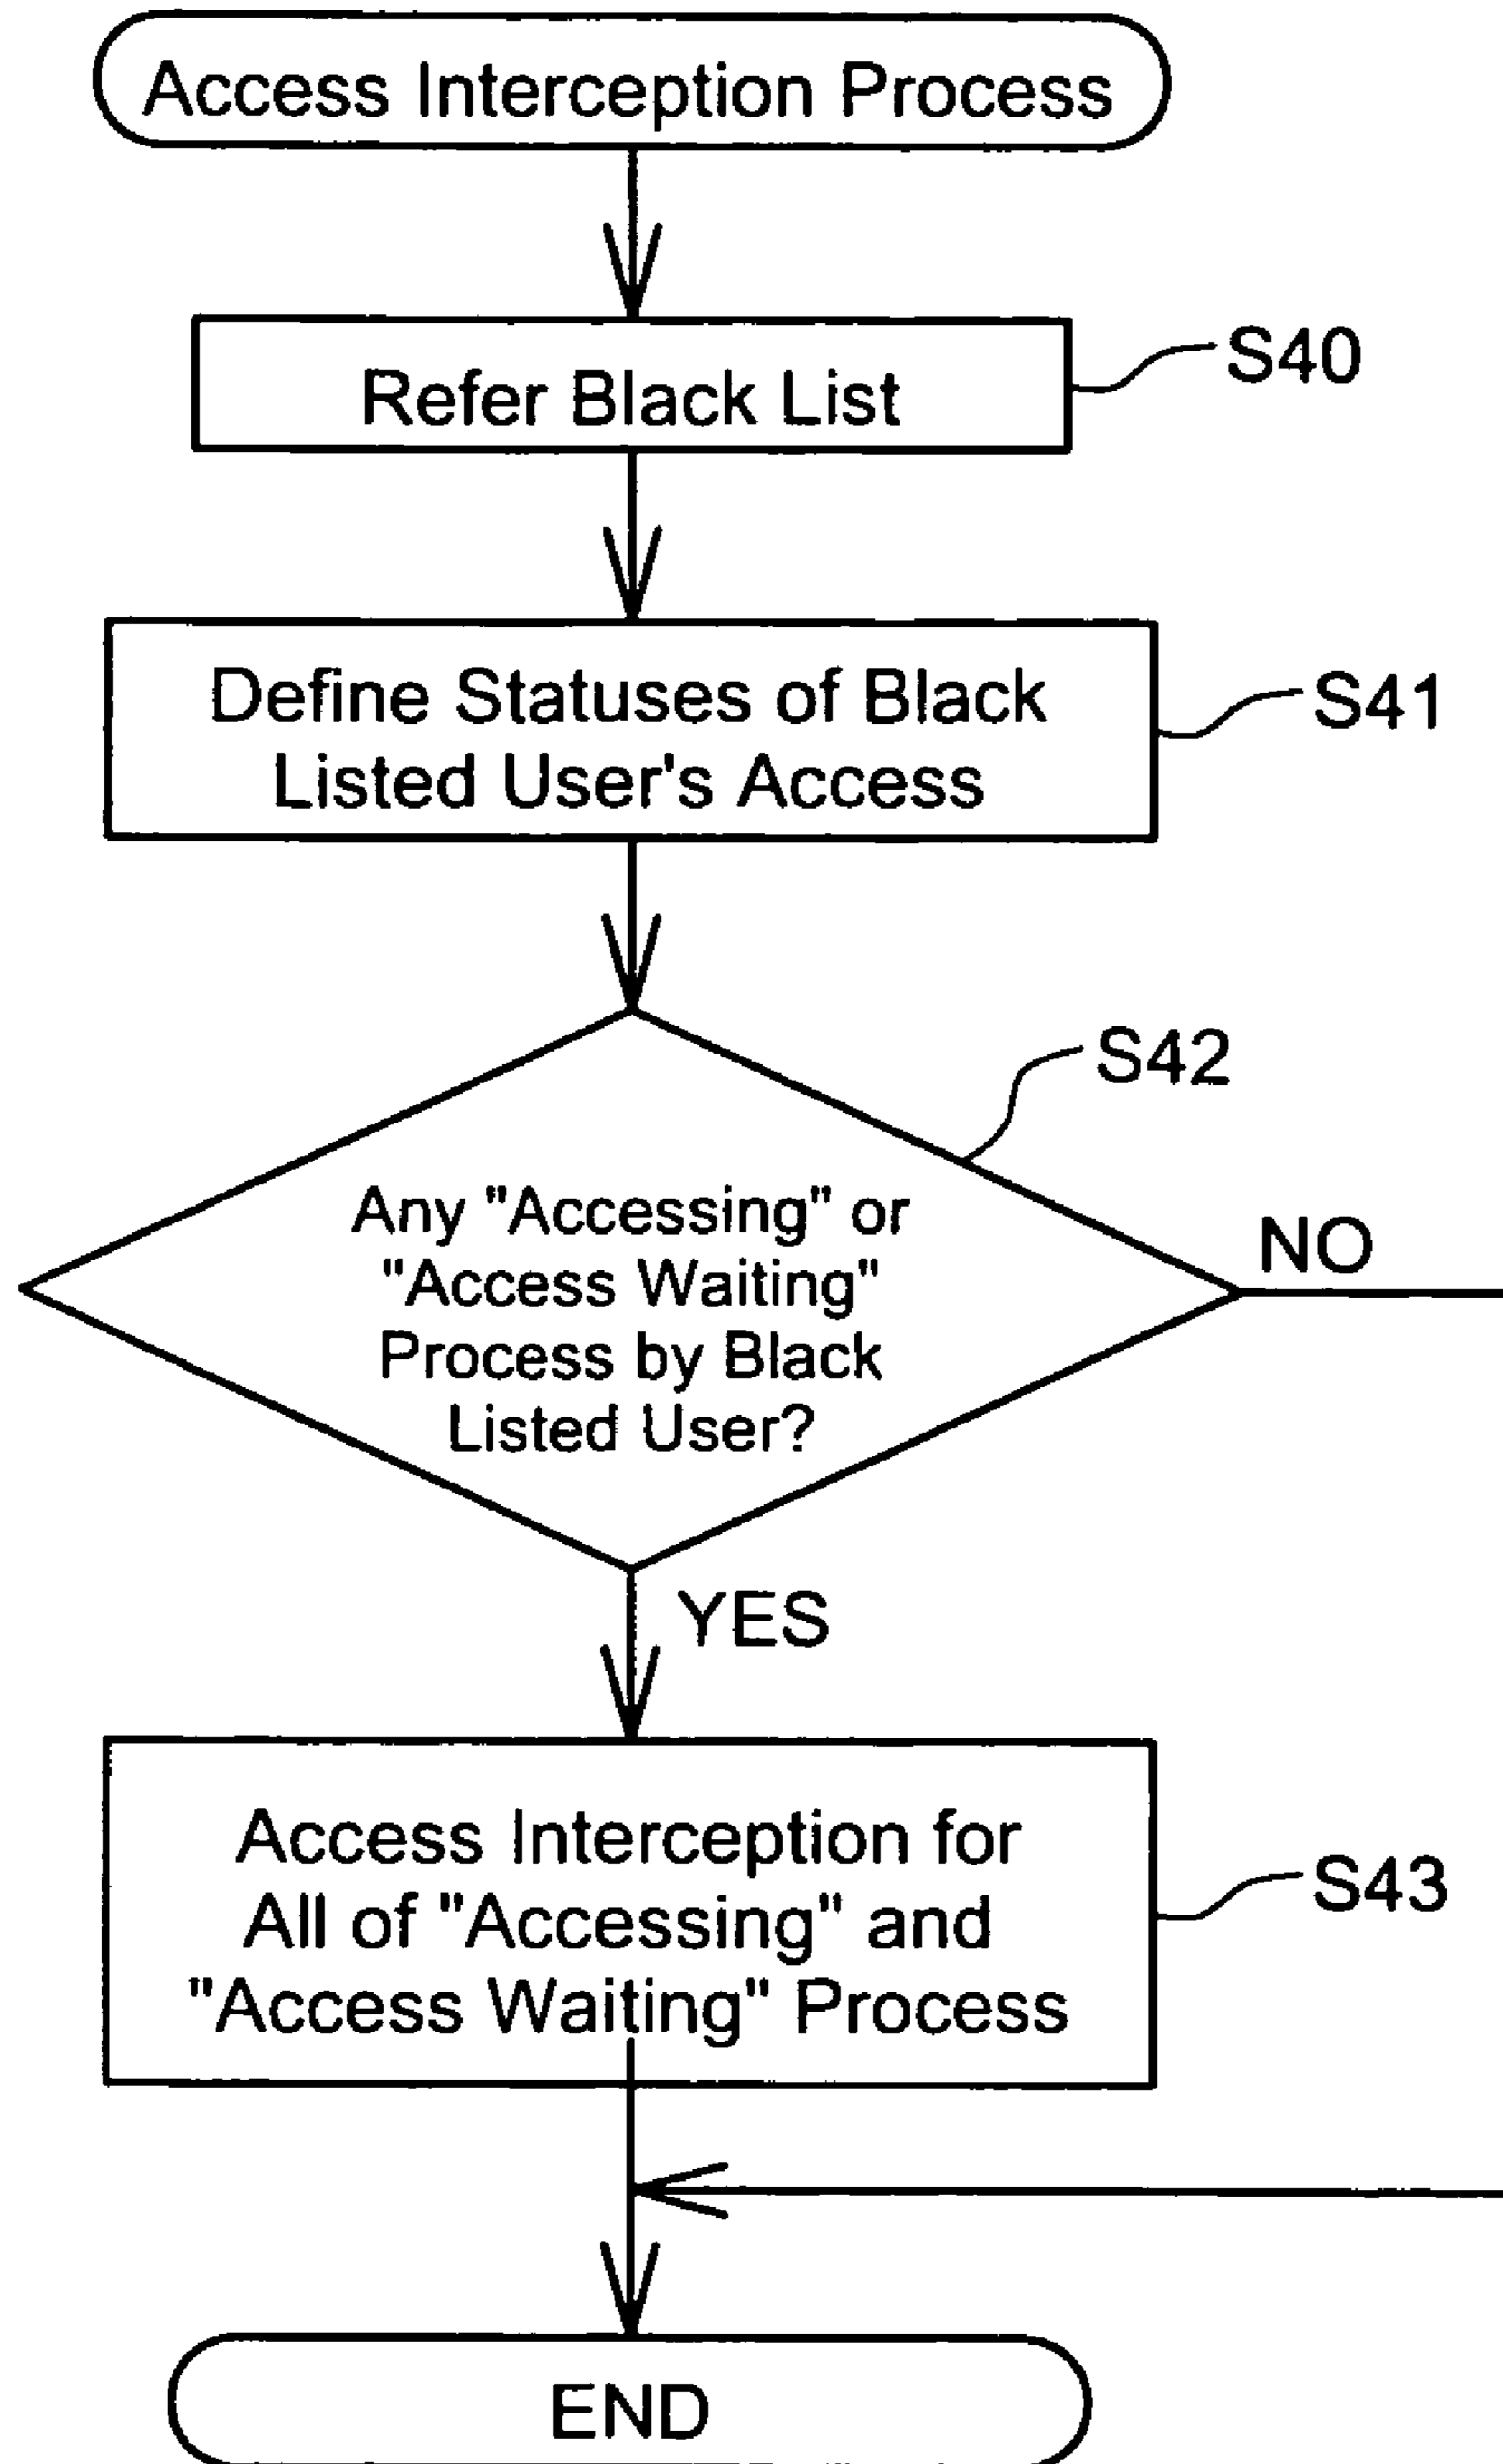 Access Interception Process
Refer Black List
S40
Define Statuses of Black
Listed User's Access
S41
S42
Any "Accessing" or
"Access Waiting"
Process by Black
Listed User?
NO
YES
Access Interception for
All of "Accessing" and
"Access Waiting" Process
S43
END